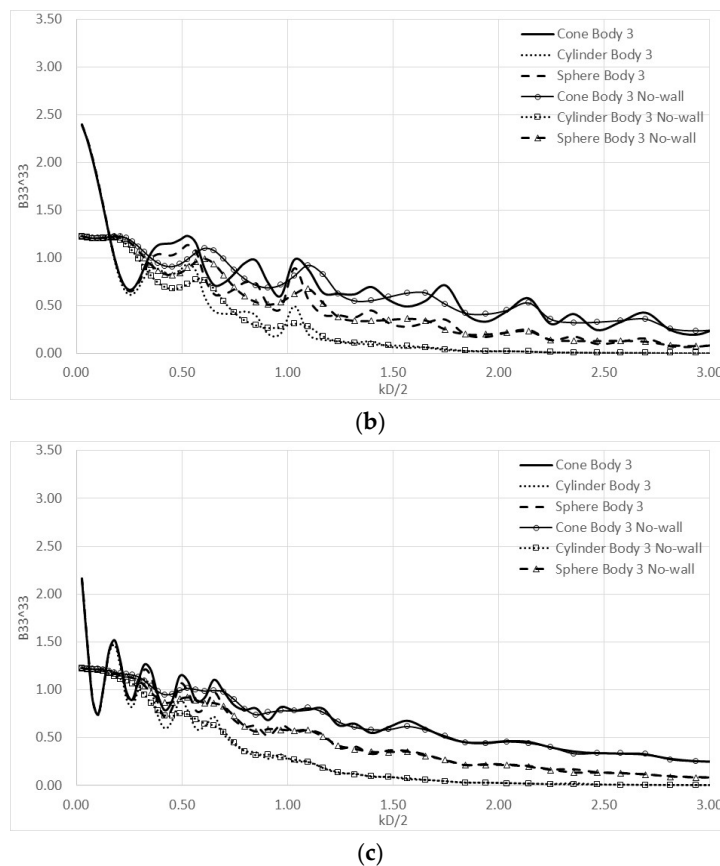 3.50
3.00
2.50
2.00
1.50
1.00
0.50
0.00
B33^33
Cone Body 3
Cylinder Body 3
Sphere Body 3
Cone Body 3 No-wall
Cylinder Body 3 No-wall
Sphere Body 3 No-wall
0.00 0.50 1.00 1.50 2.00 2.50 3.00
kD/2
(b)
3.50
3.00
2.50
2.00
1.50
1.00
0.50
0.00
B33^33
Cone Body 3
Cylinder Body 3
Sphere Body 3
Cone Body 3 No-wall
Cylinder Body 3 No-wall
Sphere Body 3 No-wall
0.00 0.50 1.00 1.50 2.00 2.50 3.00
kD/2
(c)